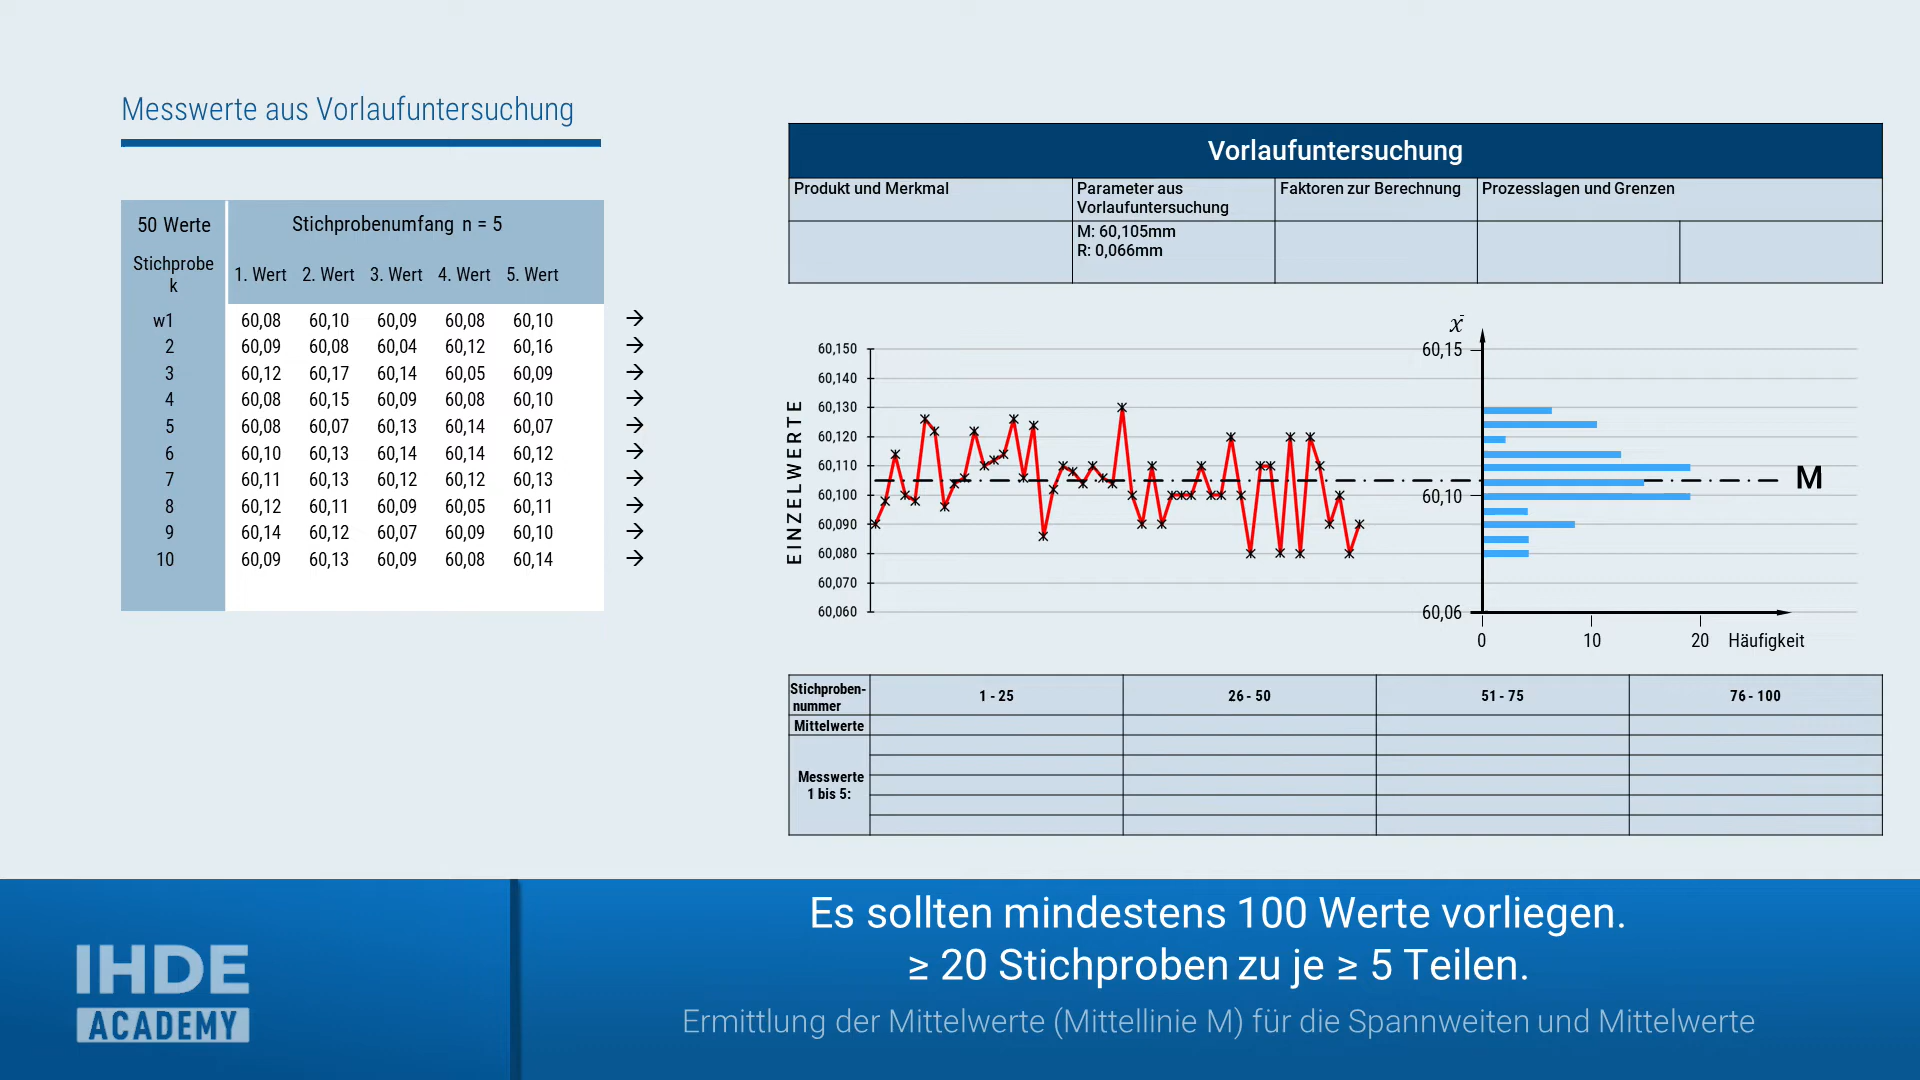 Messwerte aus Vorlaufuntersuchung
50 Werte
Stichprobenumfang n = 5
Stichprobe
k
1. Wert 2. Wert 3. Wert 4. Wert 5. Wert
w1 60,08 60,10 60,09 60,08 60,10 →
2 60,09 60,08 60,04 60,12 60,16 →
3 60,12 60,17 60,14 60,05 60,09 →
4 60,08 60,15 60,09 60,08 60,10 →
5 60,08 60,07 60,13 60,14 60,07 →
6 60,10 60,13 60,14 60,14 60,12 →
7 60,11 60,13 60,12 60,12 60,13 →
8 60,12 60,11 60,09 60,05 60,11 →
9 60,14 60,12 60,07 60,09 60,10 →
10 60,09 60,13 60,09 60,08 60,14 →
Vorlaufuntersuchung
Produkt und Merkmal
Parameter aus
Vorlaufuntersuchung
Faktoren zur Berechnung
Prozesslagen und Grenzen
M: 60,105mm
R: 0,066mm
EINZELWERTE
60,150
60,140
60,130
60,120
60,110
60,100
60,090
60,080
60,070
60,060
x̄
60,15
60,10
60,06
M
0 10 20 Häufigkeit
Stichproben-
nummer
1 - 25 26 - 50 51 - 75 76 - 100
Mittelwerte
Messwerte
1 bis 5:
Es sollten mindestens 100 Werte vorliegen.
≥ 20 Stichproben zu je ≥ 5 Teilen.
Ermittlung der Mittelwerte (Mittellinie M) für die Spannweiten und Mittelwerte
IHDE
ACADEMY